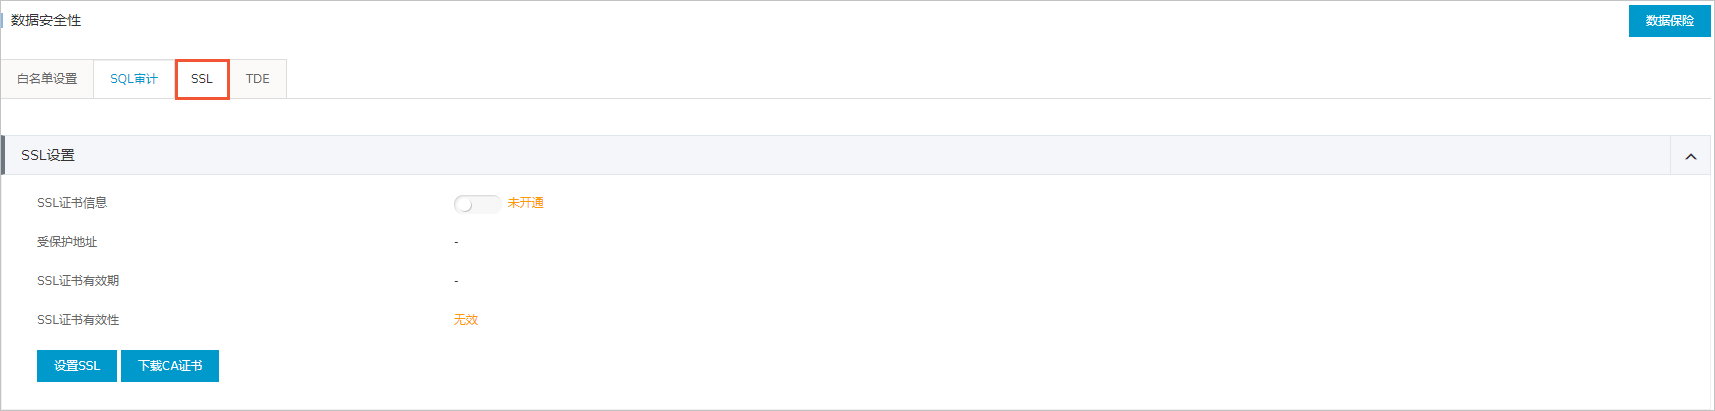 数据安全性
数据保险
白名单设置 SQL审计 SSL TDE
SSL设置
SSL证书信息 未开通
受保护地址 -
SSL证书有效期 -
SSL证书有效性 无效
设置SSL 下载CA证书